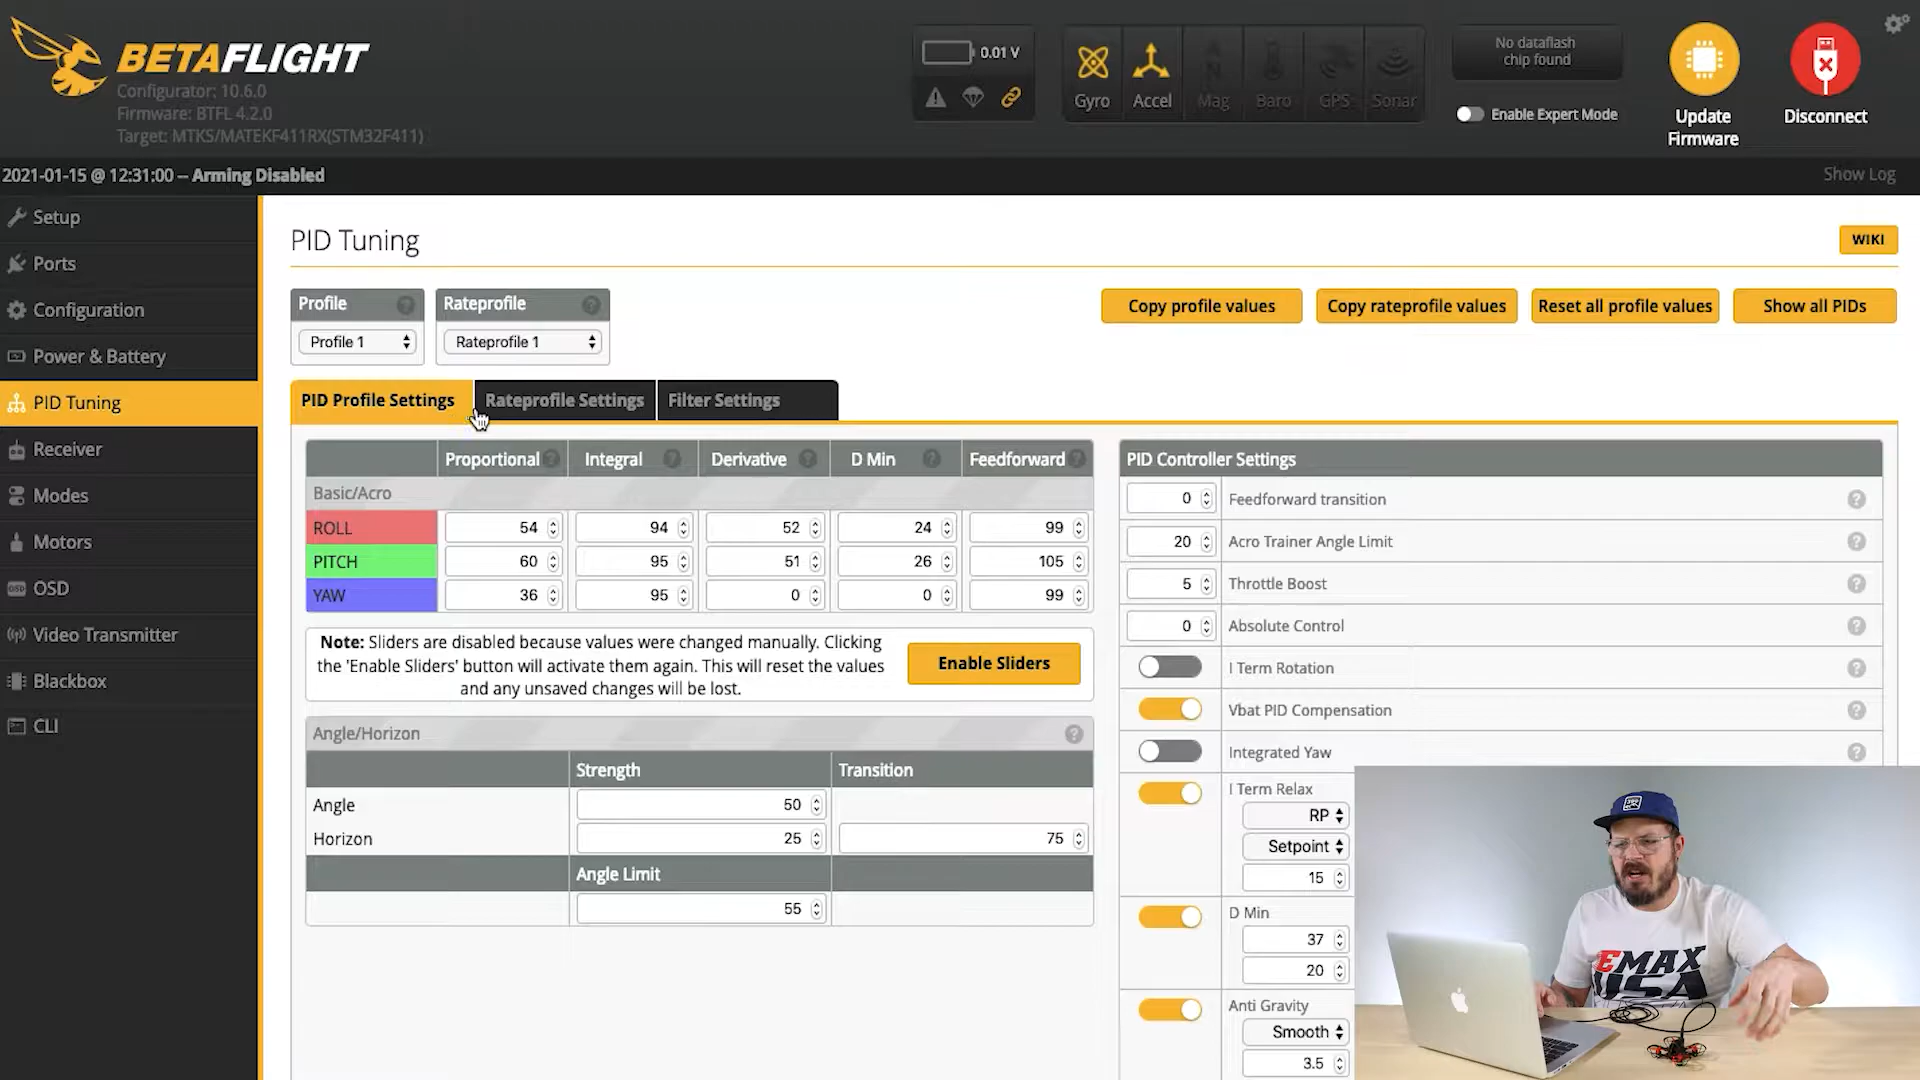 BETAFLIGHT
Configurator: 10.6.0
Firmware: BTFL 4.2.0
Target: MTKS/MATEKF411RX(STM32F411)
0.01 V
Gyro
Accel
Mag
Baro
GPS
Sonar
No dataflash
chip found
Enable Expert Mode
Update
Firmware
Disconnect
2021-01-15 @ 12:31:00 -- Arming Disabled
Show Log
Setup
Ports
Configuration
Power & Battery
PID Tuning
Receiver
Modes
Motors
OSD
Video Transmitter
Blackbox
CLI
PID Tuning
WIKI
Profile
Profile 1
Rateprofile
Rateprofile 1
Copy profile values
Copy rateprofile values
Reset all profile values
Show all PIDs
PID Profile Settings
Rateprofile Settings
Filter Settings
Proportional Integral Derivative D Min Feedforward
Basic/Acro
ROLL 54 94 52 24 99
PITCH 60 95 51 26 105
YAW 36 95 0 0 99
Note: Sliders are disabled because values were changed manually. Clicking
the 'Enable Sliders' button will activate them again. This will reset the values
and any unsaved changes will be lost.
Enable Sliders
Angle/Horizon
Strength Transition
Angle 50
Horizon 25 75
Angle Limit
55
PID Controller Settings
0 Feedforward transition
20 Acro Trainer Angle Limit
5 Throttle Boost
0 Absolute Control
I Term Rotation
Vbat PID Compensation
Integrated Yaw
I Term Relax
RP
Setpoint
15
D Min
37
20
Anti Gravity
Smooth
3.5
EMAX
USA